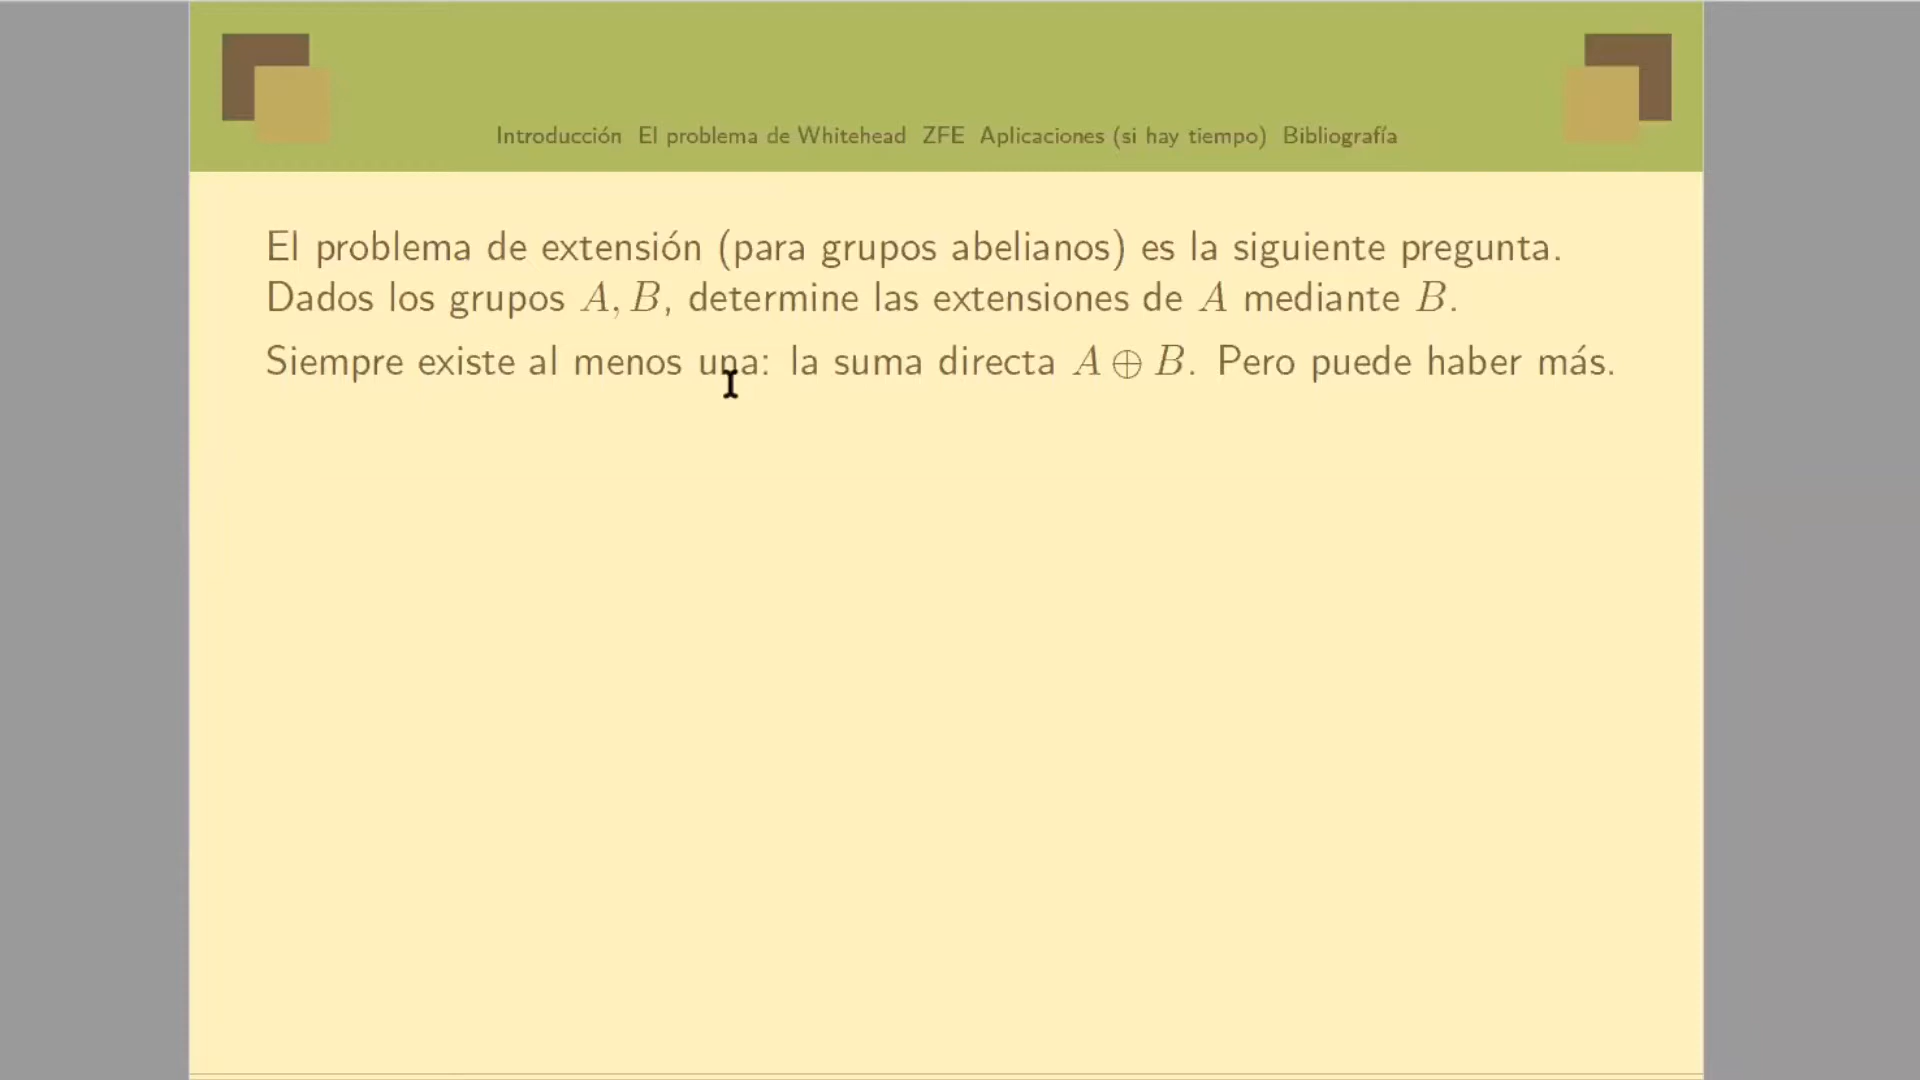 Introducción El problema de Whitehead ZFE Aplicaciones (si hay tiempo) Bibliografía
El problema de extensión (para grupos abelianos) es la siguiente pregunta.
Dados los grupos A, B, determine las extensiones de A mediante B.
Siempre existe al menos una: la suma directa A ⊕ B. Pero puede haber más.